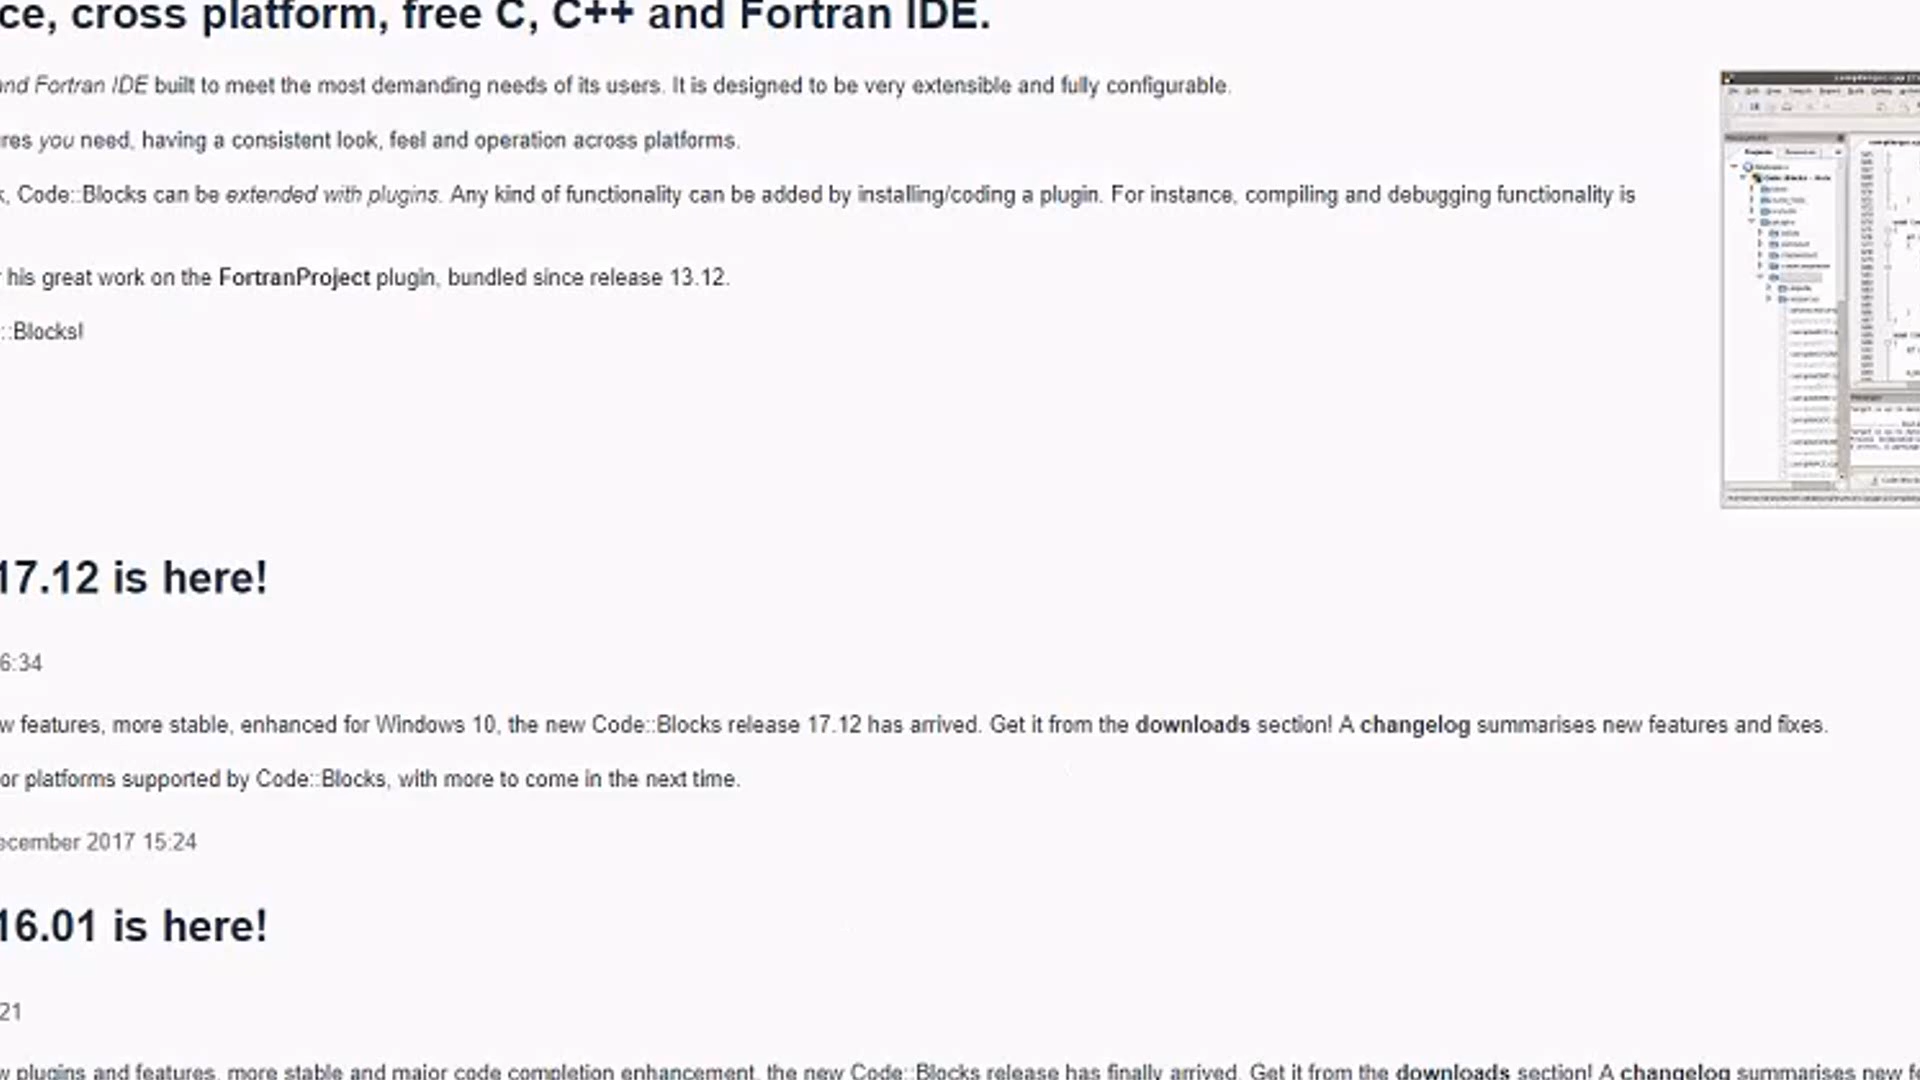 ce, cross platform, free C, C++ and Fortran IDE.
and Fortran IDE built to meet the most demanding needs of its users. It is designed to be very extensible and fully configurable.
res you need, having a consistent look, feel and operation across platforms.
k, Code::Blocks can be extended with plugins. Any kind of functionality can be added by installing/coding a plugin. For instance, compiling and debugging functionality is
his great work on the FortranProject plugin, bundled since release 13.12.
::Blocks!
17.12 is here!
6:34
w features, more stable, enhanced for Windows 10, the new Code::Blocks release 17.12 has arrived. Get it from the downloads section! A changelog summarises new features and fixes.
or platforms supported by Code::Blocks, with more to come in the next time.
ecember 2017 15:24
16.01 is here!
21
w plugins and features, more stable and major code completion enhancement, the new Code::Blocks release has finally arrived. Get it from the downloads section! A changelog summarises new fe